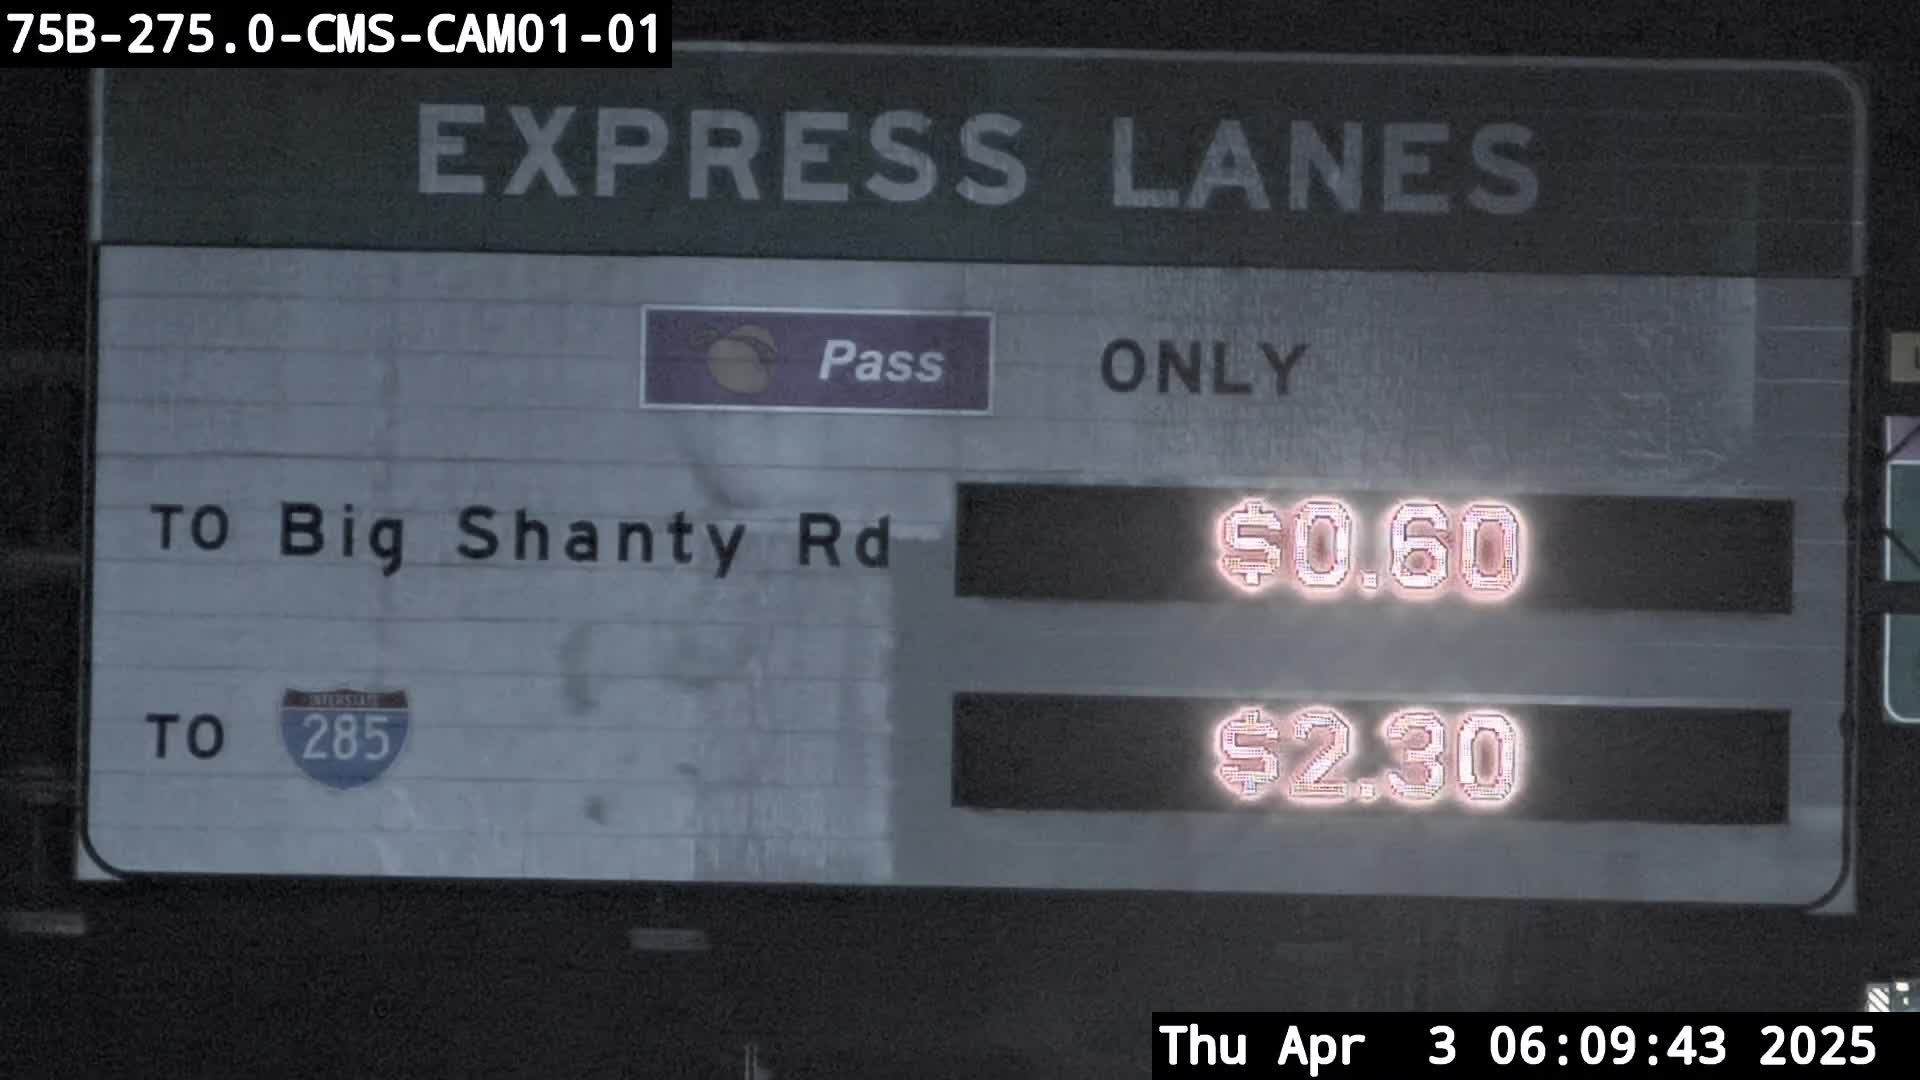 75B-275.0-CMS-CAM01-01
EXPRESS LANES
Pass ONLY
TO Big Shanty Rd $0.60
INTERSTATE
TO 285 $2.30
Thu Apr 3 06:09:43 2025